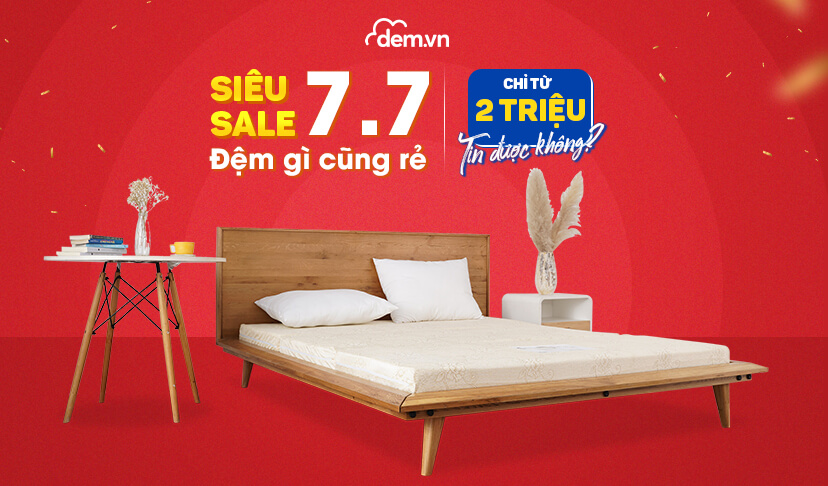 dem.vn
SIÊU
SALE
7.7
Đệm gì cũng rẻ
CHỈ TỪ
2 TRIỆU
Tin được không?